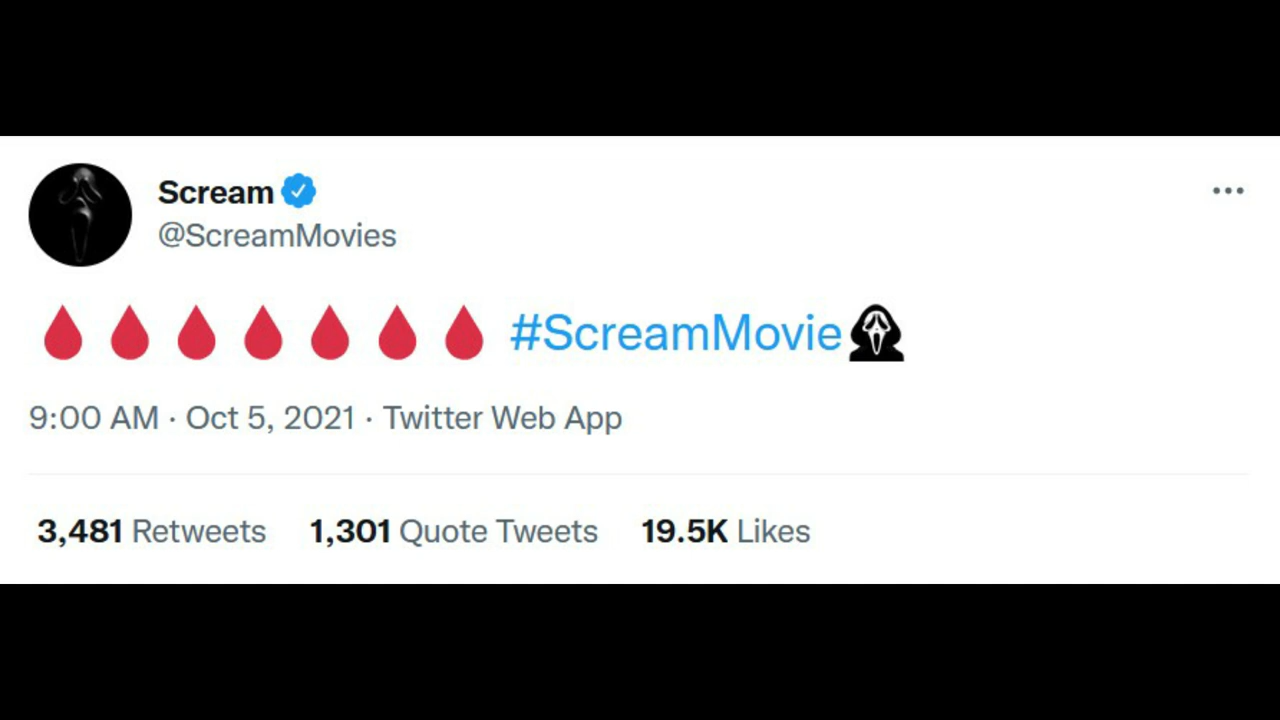 Scream
@ScreamMovies
🩸🩸🩸🩸🩸🩸🩸 #ScreamMovie
9:00 AM · Oct 5, 2021 · Twitter Web App
3,481 Retweets 1,301 Quote Tweets 19.5K Likes